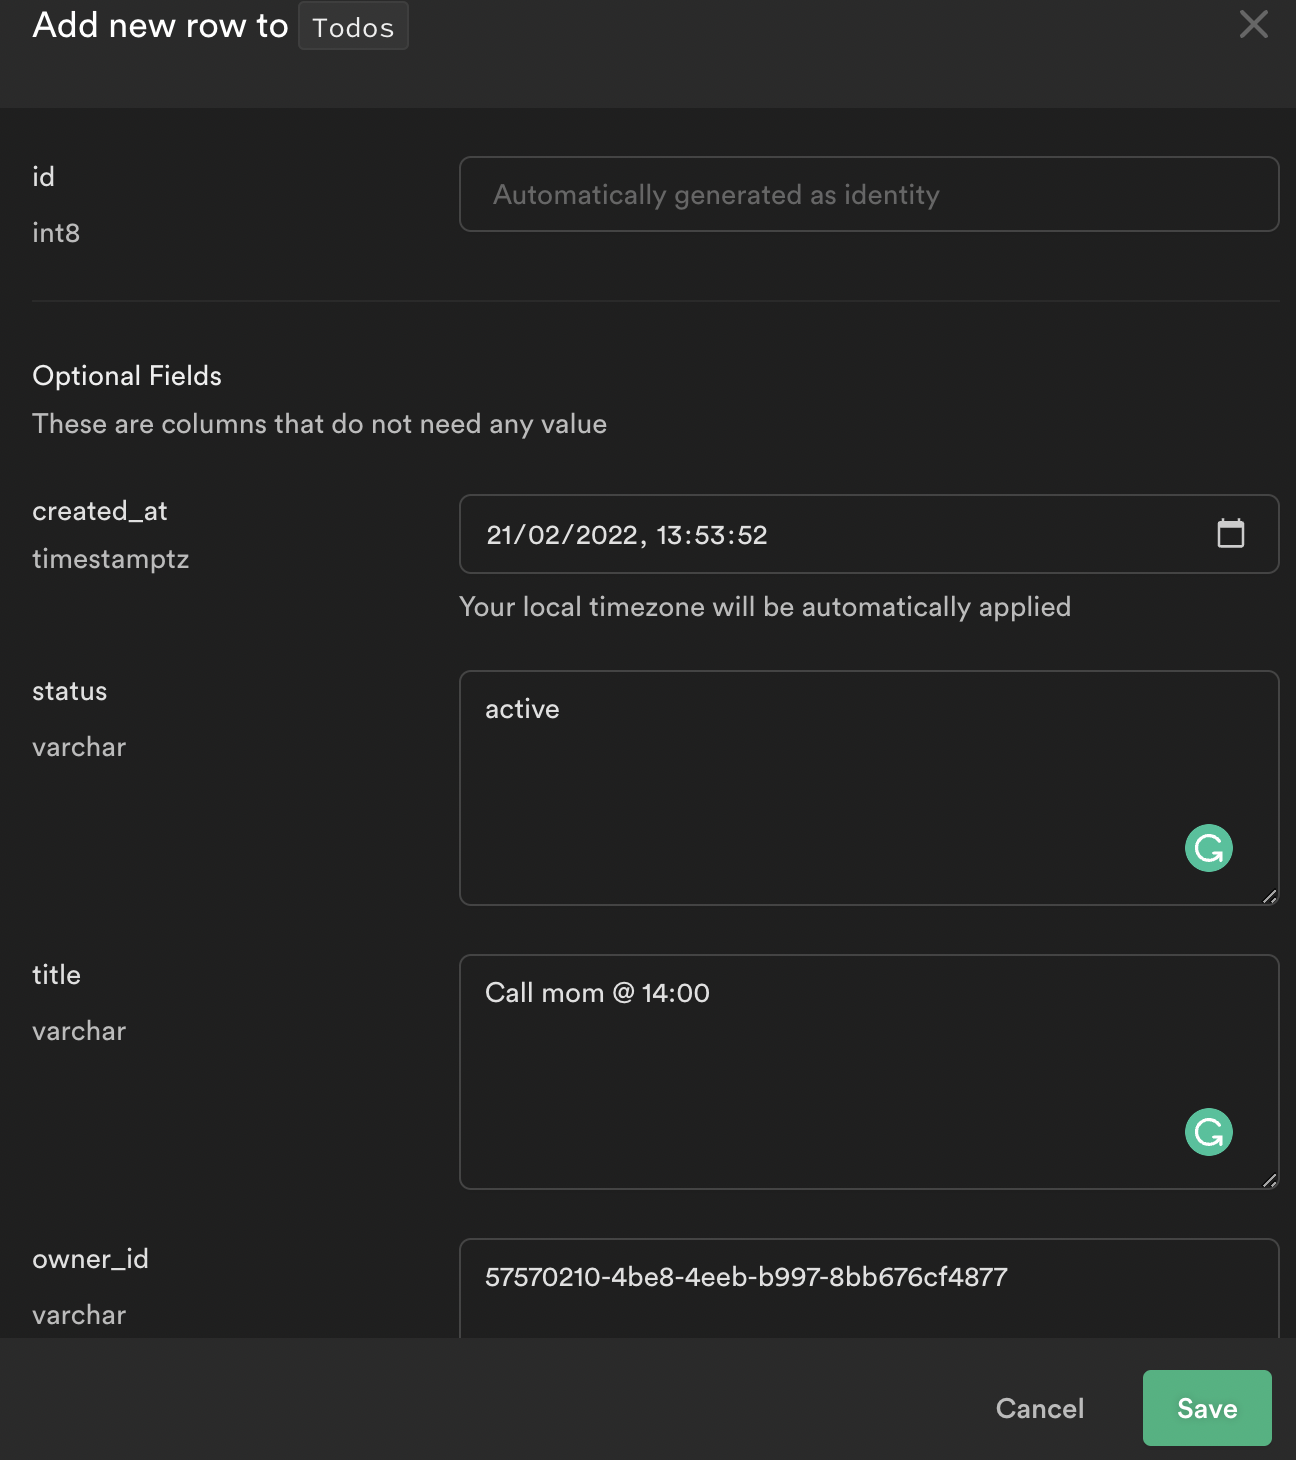 Add new row to Todos
id
int8
Automatically generated as identity
Optional Fields
These are columns that do not need any value
created_at
timestamptz
21/02/2022, 13:53:52
Your local timezone will be automatically applied
status
varchar
active
title
varchar
Call mom @ 14:00
owner_id
varchar
57570210-4be8-4eeb-b997-8bb676cf4877
Cancel
Save